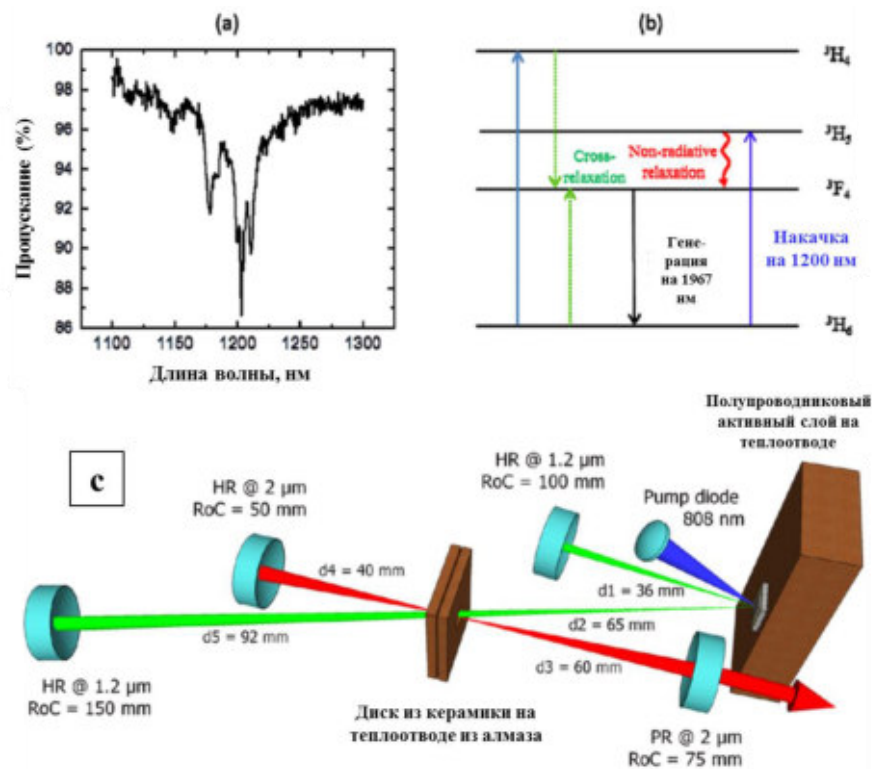 (a)
100
98
96
94
92
90
88
86
Пропускание (%)
1100
1150
1200
1250
1300
Длина волны, нм
(b)
³H₄
³H₅
³F₄
³H₆
Cross-
relaxation
Non-radiative
relaxation
Гене-
рация
на 1967
нм
Накачка
на 1200 нм
Полупроводниковый
активный слой на
теплоотводе
c
HR @ 2 µm
RoC = 50 mm
HR @ 1.2 µm
RoC = 100 mm
Pump diode
808 nm
d4 = 40 mm
d1 = 36 mm
d5 = 92 mm
d2 = 65 mm
d3 = 60 mm
HR @ 1.2 µm
RoC = 150 mm
Диск из керамики на
теплоотводе из алмаза
PR @ 2 µm
RoC = 75 mm